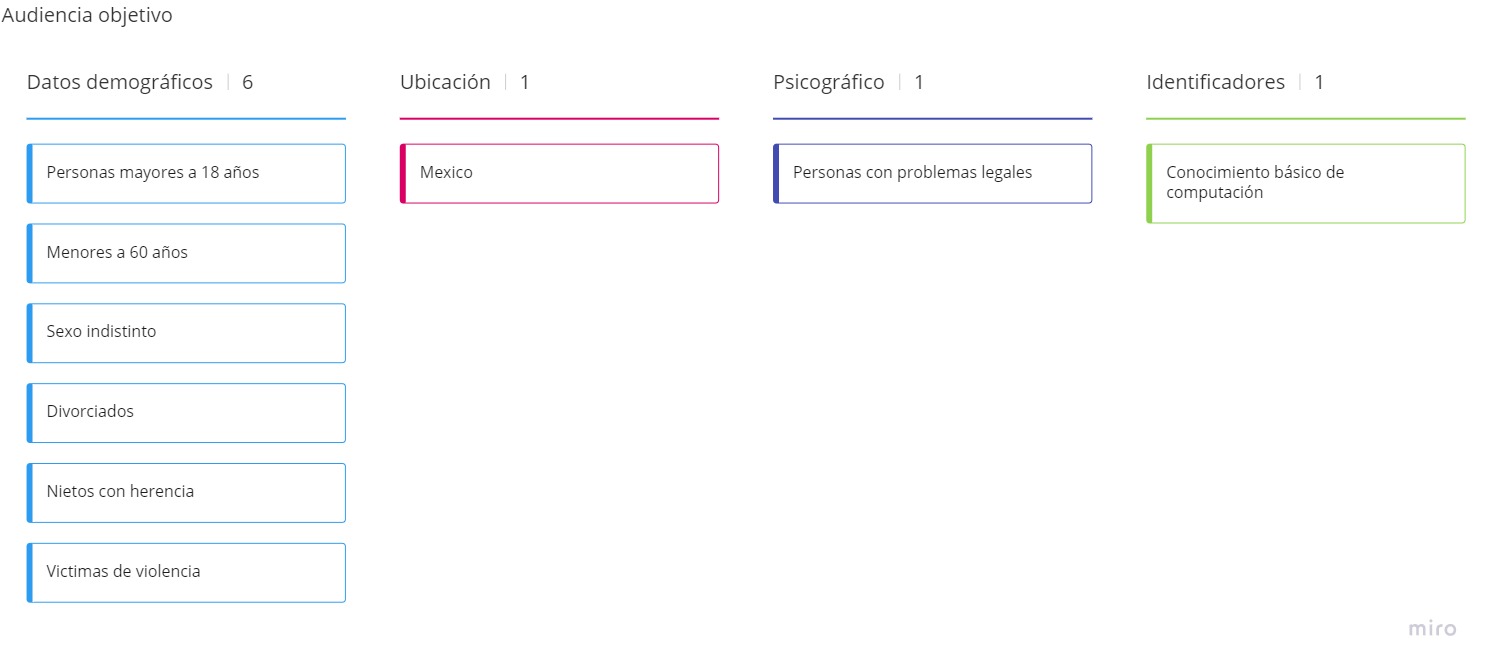 Audiencia objetivo
Datos demográficos | 6
Personas mayores a 18 años
Menores a 60 años
Sexo indistinto
Divorciados
Nietos con herencia
Victimas de violencia
Ubicación | 1
Mexico
Psicográfico | 1
Personas con problemas legales
Identificadores | 1
Conocimiento básico de
computación
miro